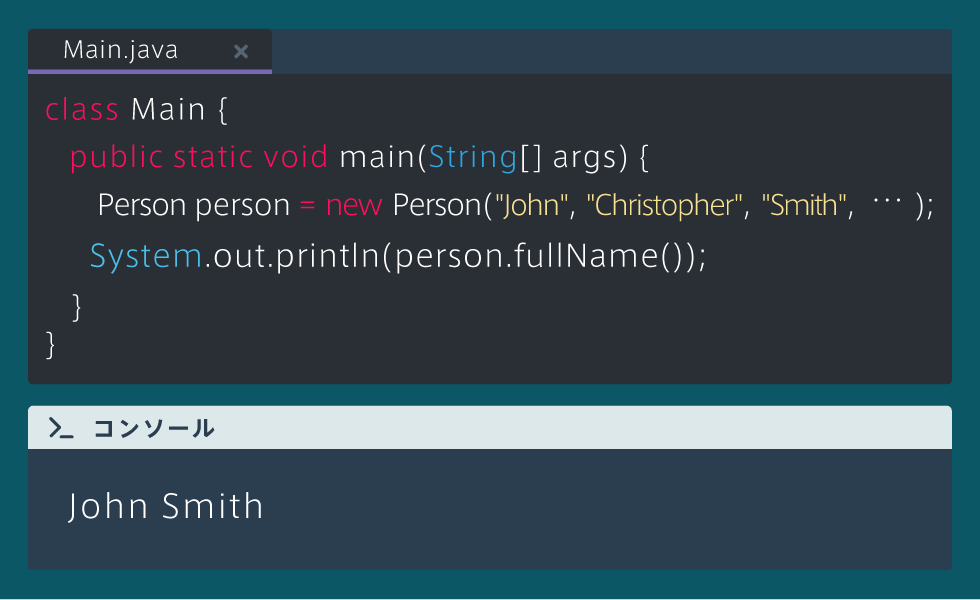 Main.java ×
class Main {
public static void main(String[] args) {
Person person = new Person("John", "Christopher", "Smith", ··· );
System.out.println(person.fullName());
}
}
>_ コンソール
John Smith